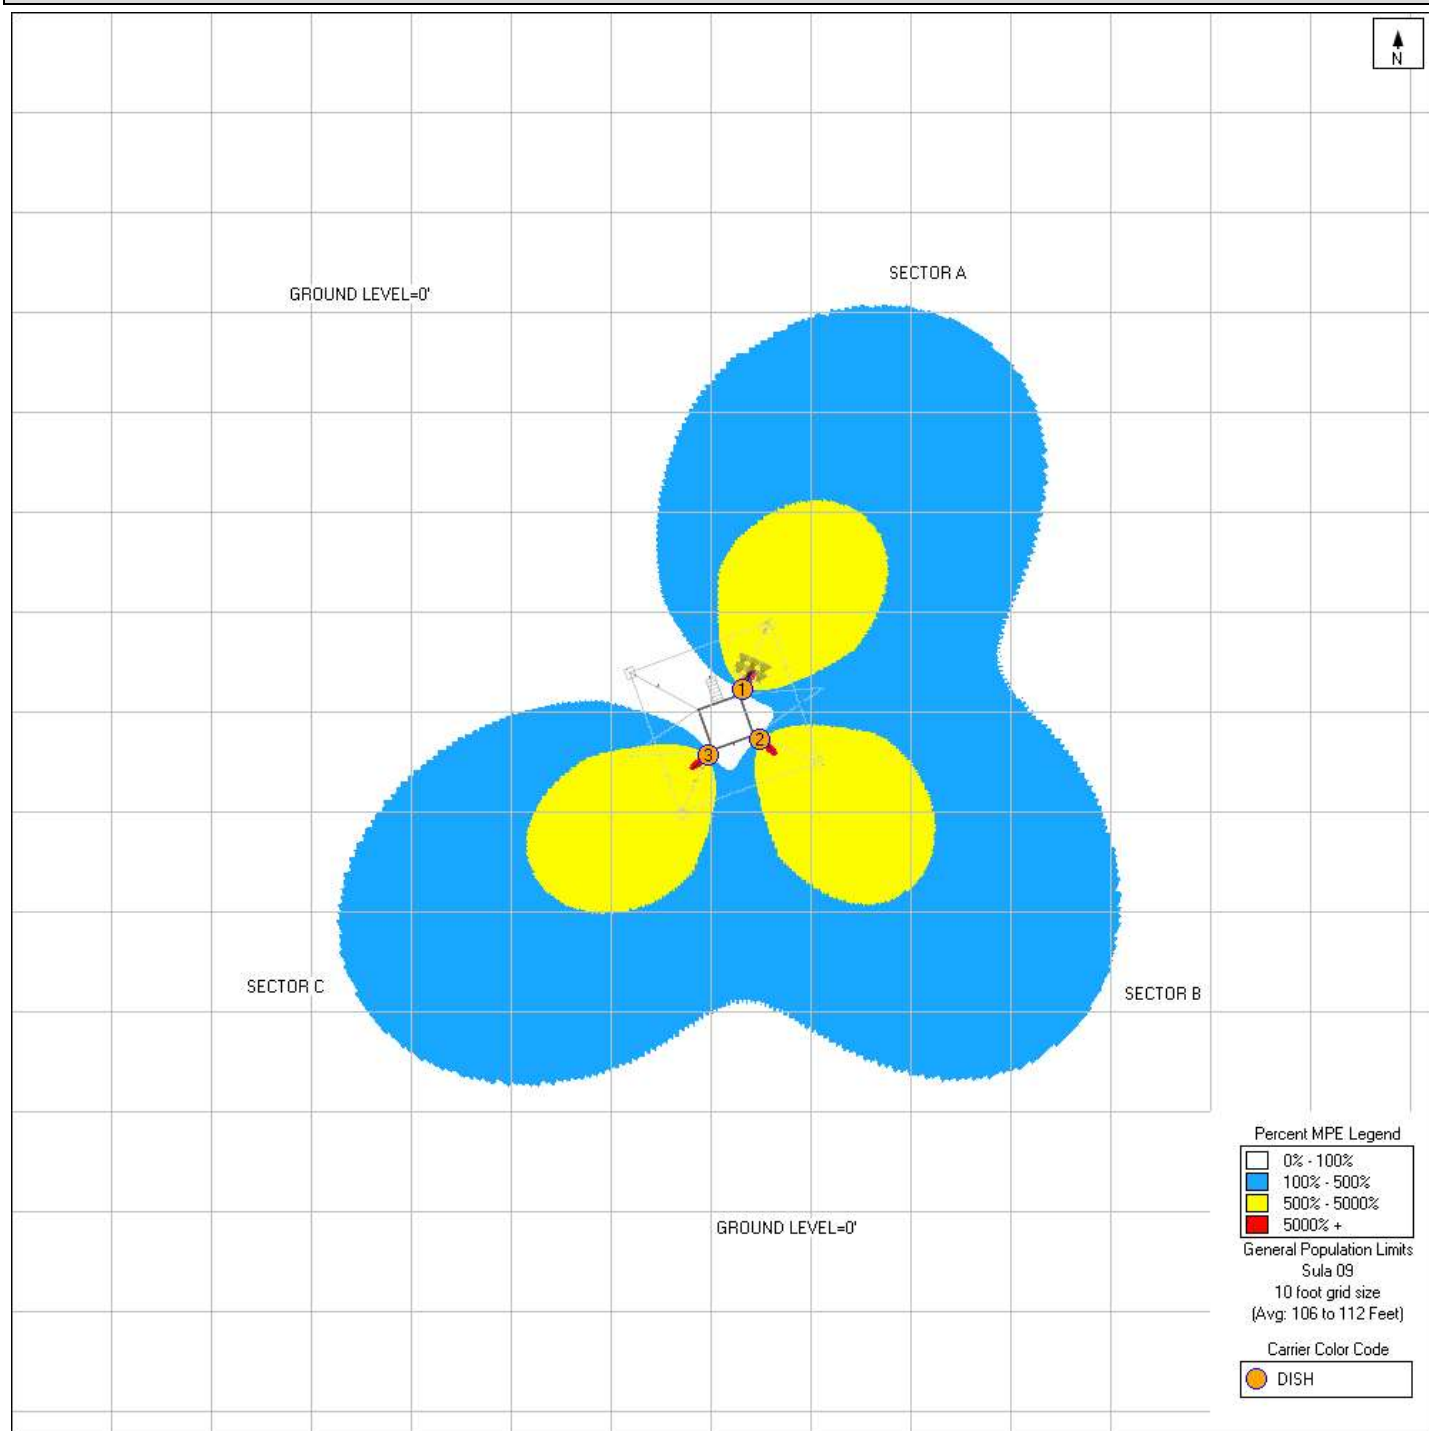 N
SECTOR A
GROUND LEVEL=0'
1
2
3
SECTOR C
SECTOR B
GROUND LEVEL=0'
Percent MPE Legend
0% - 100%
100% - 500%
500% - 5000%
5000% +
General Population Limits
Sula 09
10 foot grid size
(Avg: 106 to 112 Feet)
Carrier Color Code
DISH